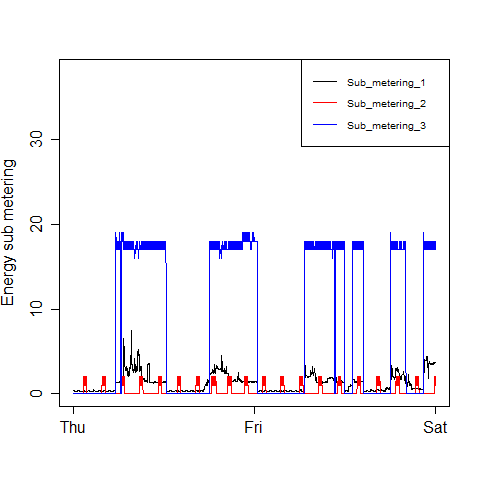 Sub_metering_1
Sub_metering_2
Sub_metering_3
Energy sub metering
30
20
10
0
Thu Fri Sat